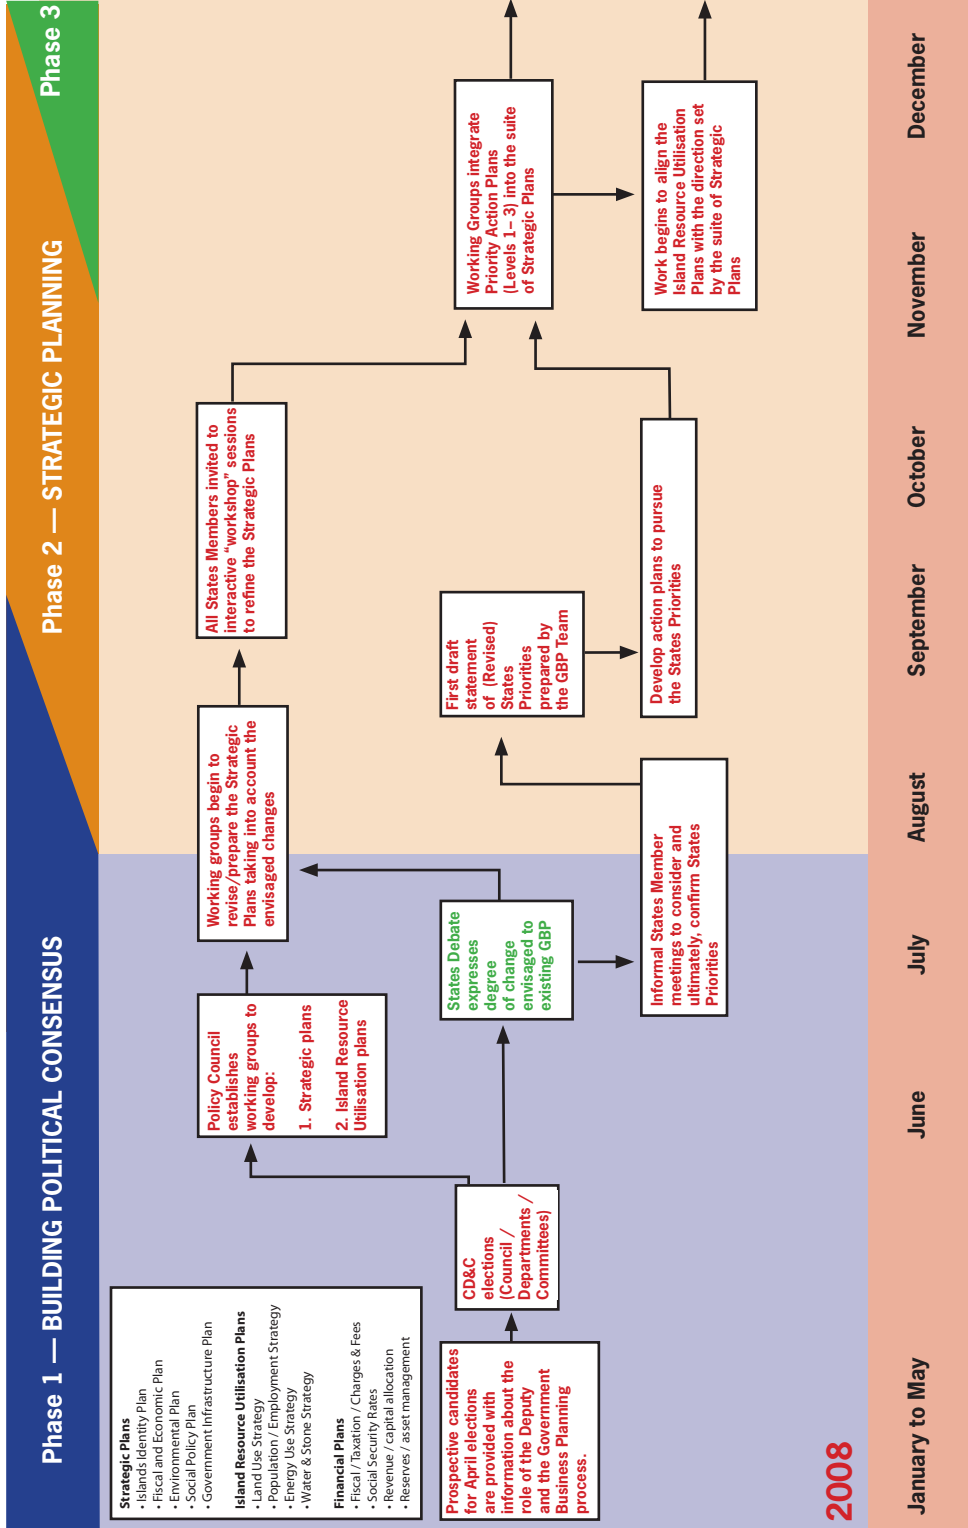 Phase 1 — BUILDING POLITICAL CONSENSUS
Phase 2 — STRATEGIC PLANNING
Phase 3
Strategic Plans
• Islands Identity Plan
• Fiscal and Economic Plan
• Environmental Plan
• Social Policy Plan
• Government Infrastructure Plan
Island Resource Utilisation Plans
• Land Use Strategy
• Population / Employment Strategy
• Energy Use Strategy
• Water & Stone Strategy
Financial Plans
• Fiscal / Taxation / Charges & Fees
• Social Security Rates
• Revenue / capital allocation
• Reserves / asset management
Prospective candidates
for April elections
are provided with
information about the
role of the Deputy
and the Government
Business Planning
process.
CD&C
elections
(Council /
Departments /
Committees)
Policy Council
establishes
working groups to
develop:
1. Strategic plans
2. Island Resource
Utilisation plans
States Debate
expresses
degree
of change
envisaged to
existing GBP
Working groups begin to
revise/prepare the Strategic
Plans taking into account the
envisaged changes
Informal States Member
meetings to consider and
ultimately, confirm States
Priorities
All States Members invited to
interactive “workshop” sessions
to refine the Strategic Plans
First draft
statement
of (Revised)
States
Priorities
prepared by
the GBP Team
Develop action plans to pursue
the States Priorities
Working Groups integrate
Priority Action Plans
(Levels 1– 3) into the suite
of Strategic Plans
Work begins to align the
Island Resource Utilisation
Plans with the direction set
by the suite of Strategic
Plans
2008
January to May
June
July
August
September
October
November
December